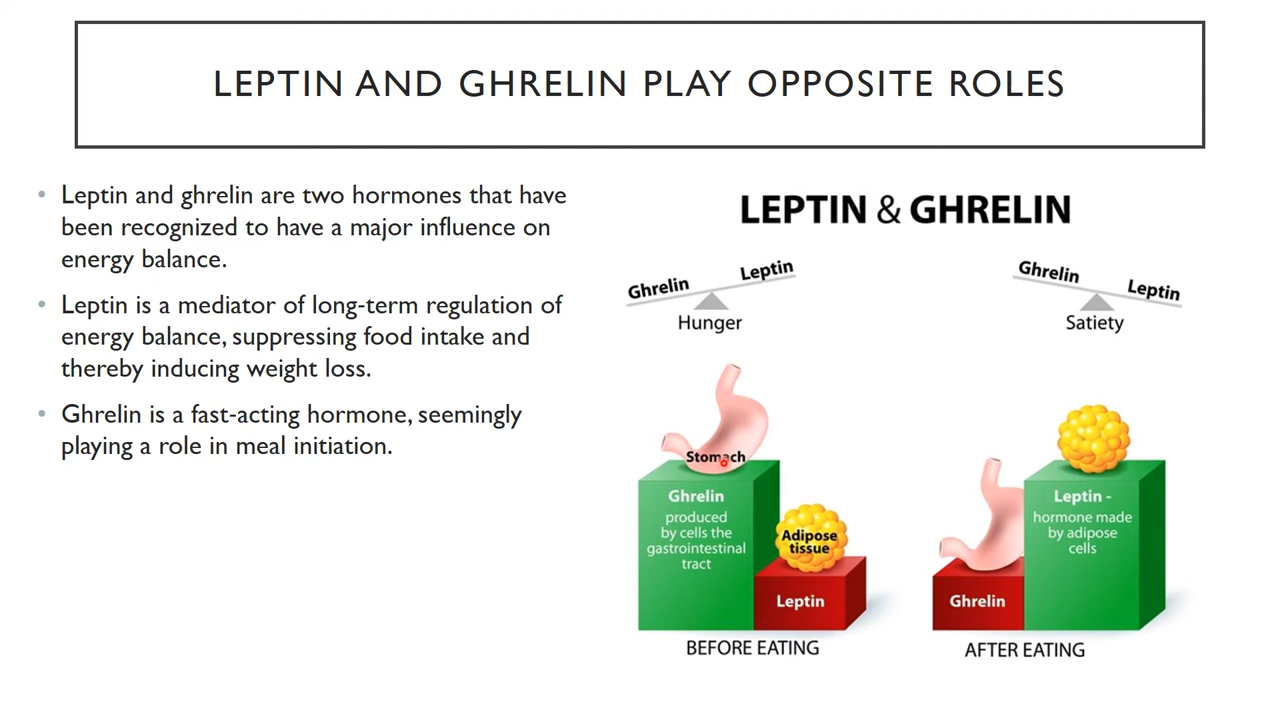 LEPTIN AND GHRELIN PLAY OPPOSITE ROLES
• Leptin and ghrelin are two hormones that have
been recognized to have a major influence on
energy balance.
• Leptin is a mediator of long-term regulation of
energy balance, suppressing food intake and
thereby inducing weight loss.
• Ghrelin is a fast-acting hormone, seemingly
playing a role in meal initiation.
LEPTIN & GHRELIN
Ghrelin
Leptin
Hunger
Ghrelin
Leptin
Satiety
Stomach
Ghrelin
produced
by cells the
gastrointestinal
tract
Adipose
tissue
Leptin
BEFORE EATING
Leptin -
hormone made
by adipose
cells
Ghrelin
AFTER EATING